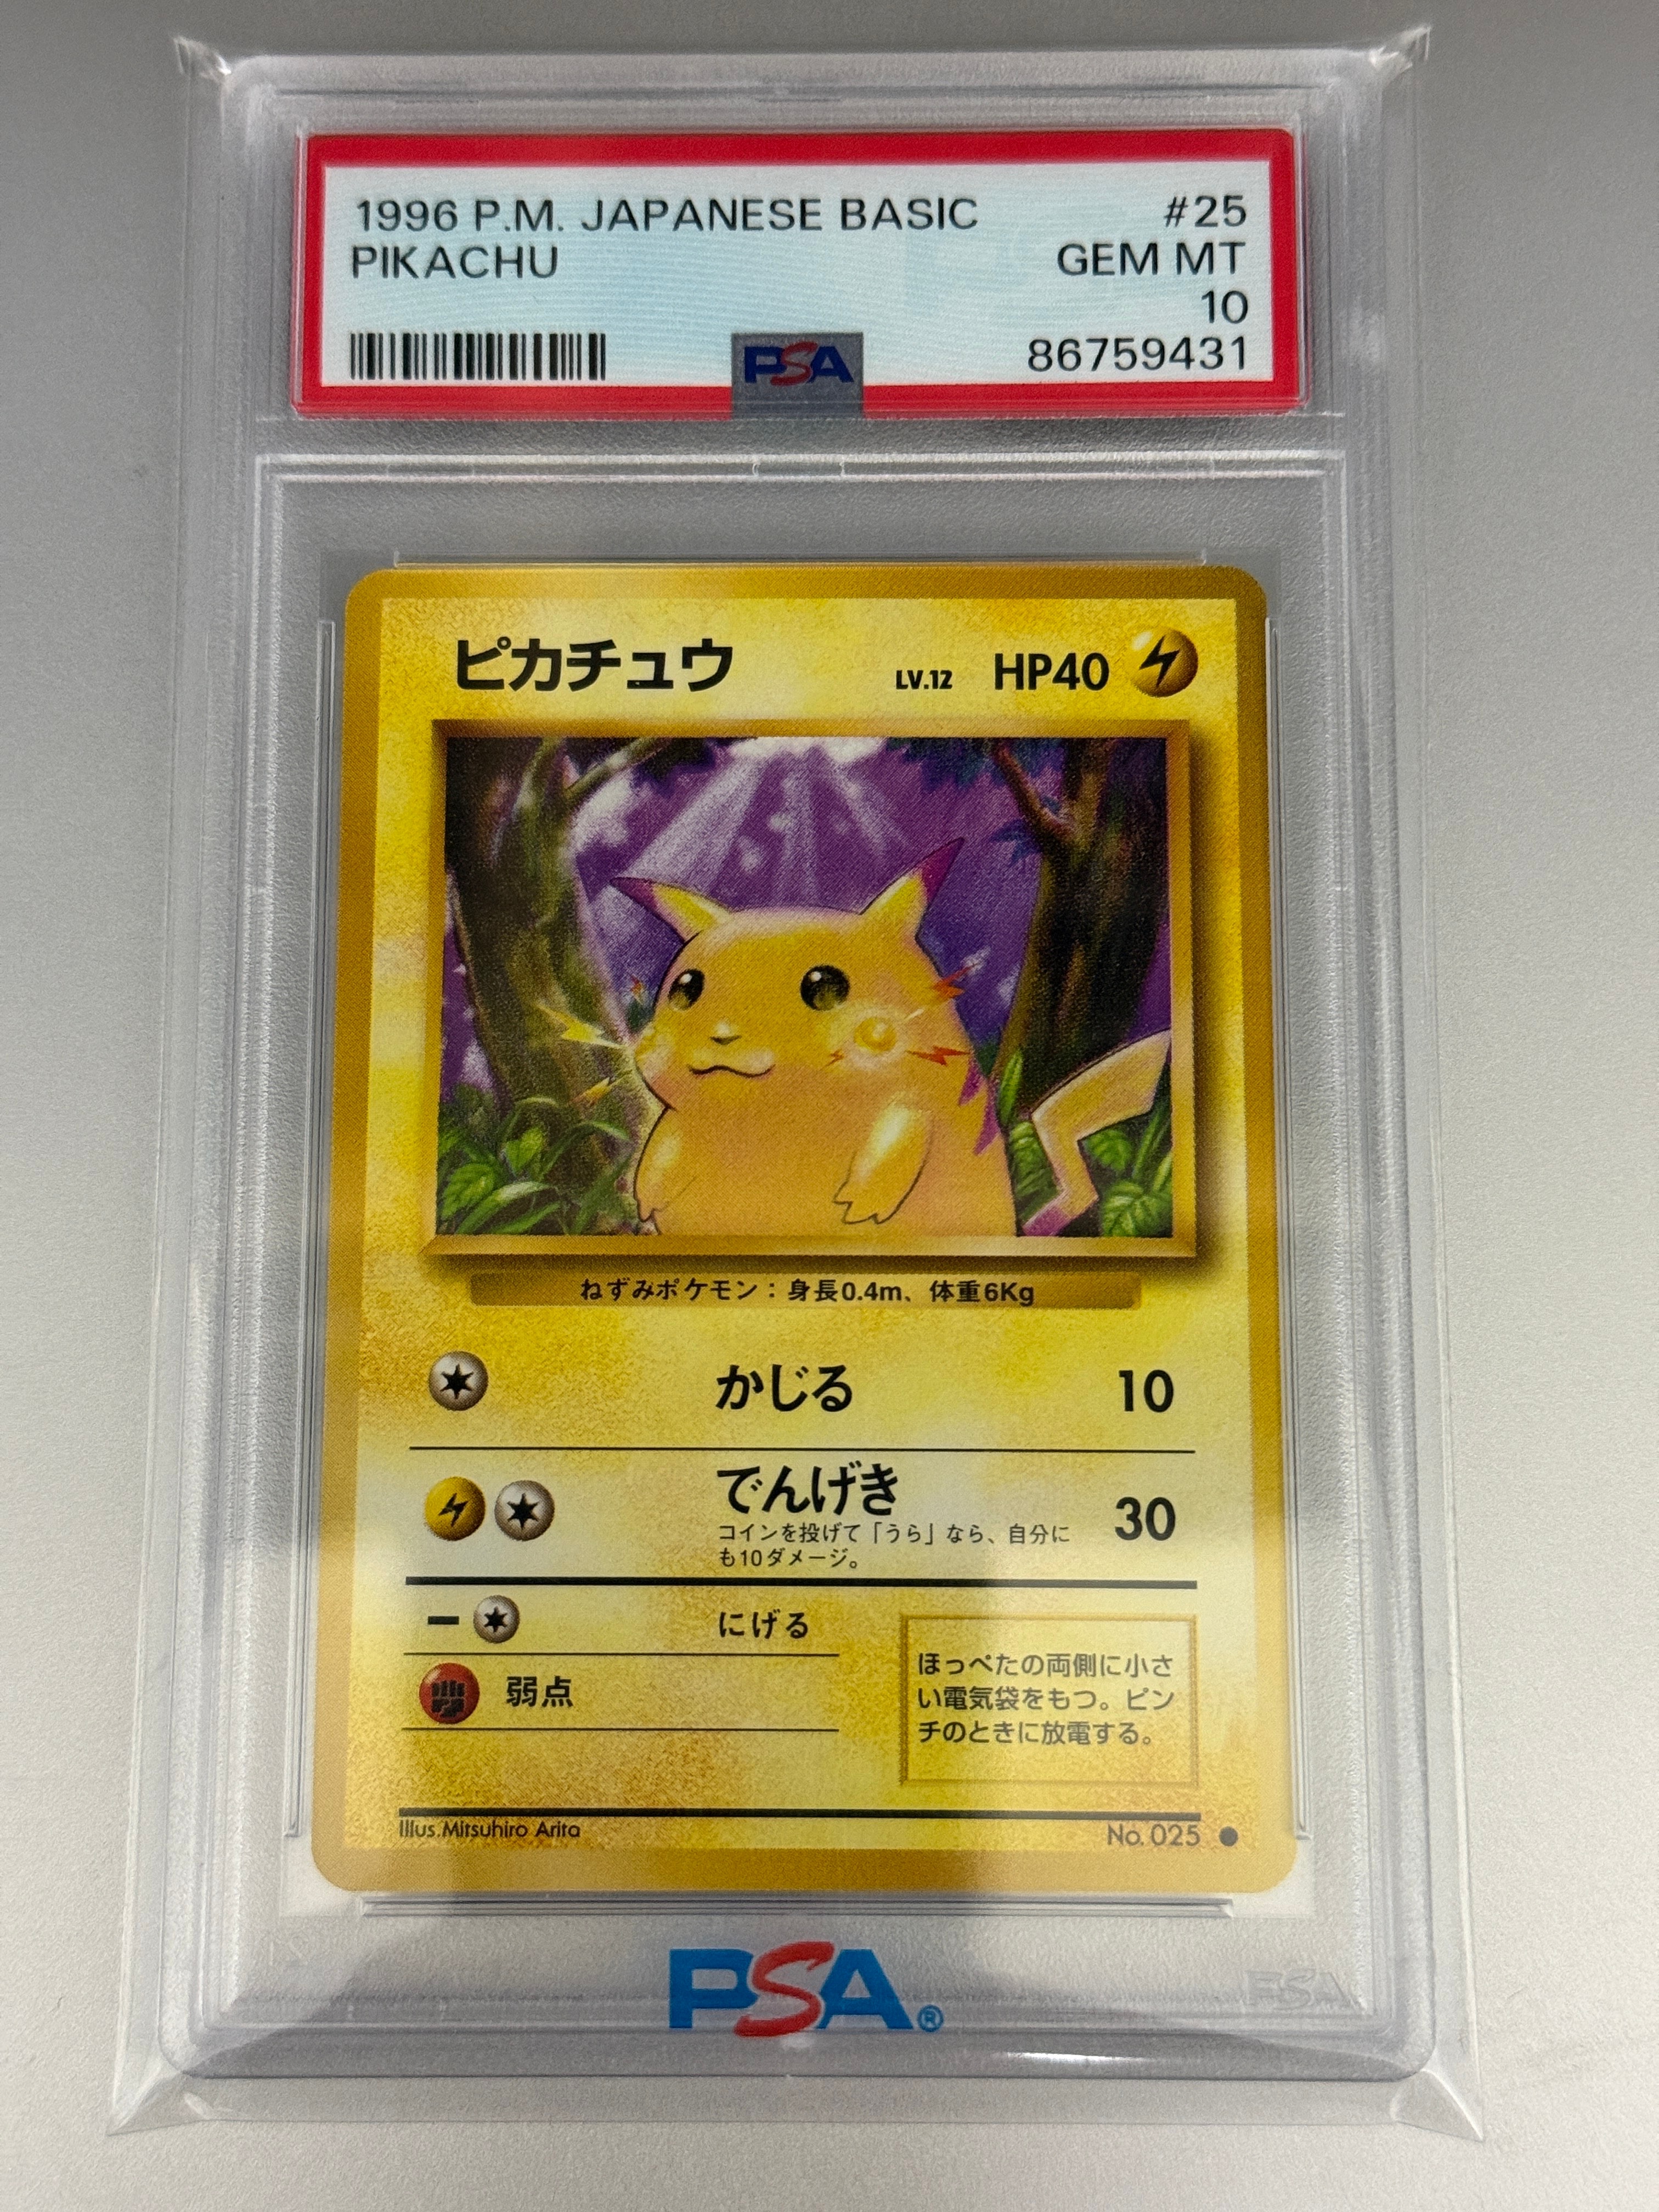 1996 P.M. JAPANESE BASIC #25
PIKACHU GEM MT
10
PSA 86759431
ピカチュウ LV.12 HP40
ねずみポケモン：身長0.4m、体重6Kg
かじる 10
でんげき 30
コインを投げて「うら」なら、自分に
も10ダメージ。
にげる
弱点
ほっぺたの両側に小さ
い電気袋をもつ。ピン
チのときに放電する。
Illus.Mitsuhiro Arita No.025 ●
PSA®
PSA